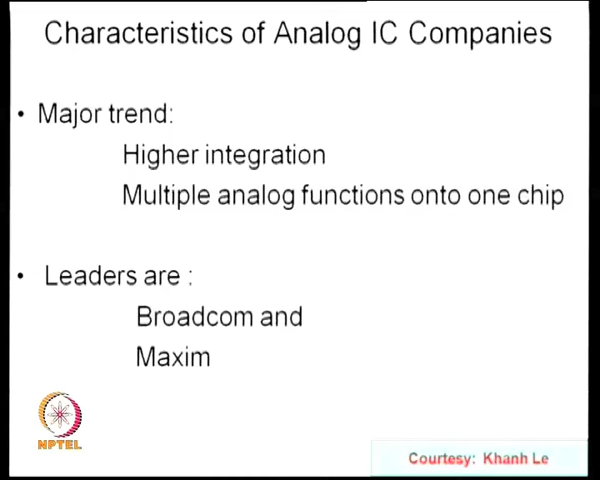 Characteristics of Analog IC Companies
• Major trend:
Higher integration
Multiple analog functions onto one chip
• Leaders are :
Broadcom and
Maxim
NPTEL
Courtesy: Khanh Le